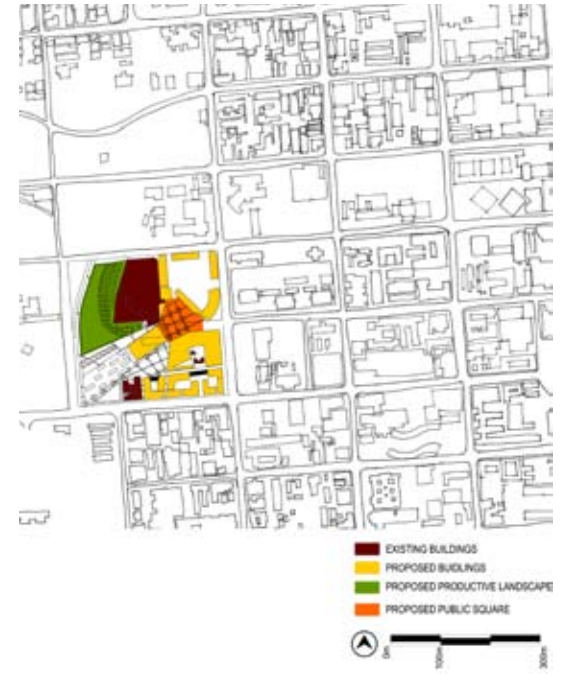 EXISTING BUILDINGS
PROPOSED BUIDLINGS
PROPOSED PRODUCTIVE LANDSCAPE
PROPOSED PUBLIC SQUARE
0m
100m
300m